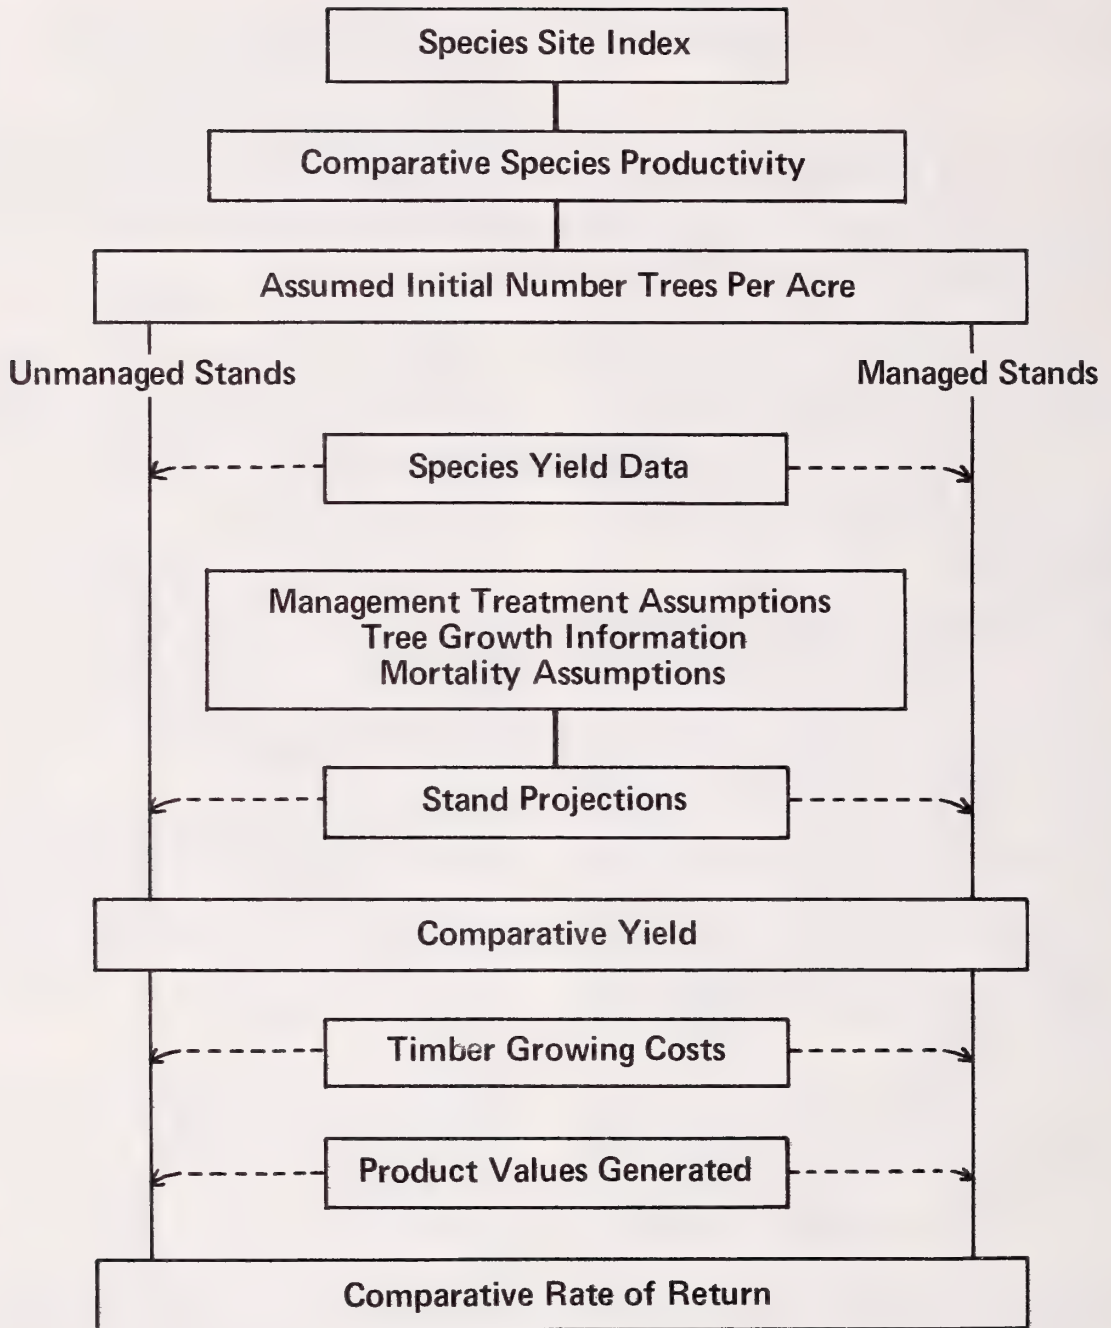 Species Site Index
Comparative Species Productivity
Assumed Initial Number Trees Per Acre
Unmanaged Stands
Managed Stands
Species Yield Data
Management Treatment Assumptions
Tree Growth Information
Mortality Assumptions
Stand Projections
Comparative Yield
Timber Growing Costs
Product Values Generated
Comparative Rate of Return